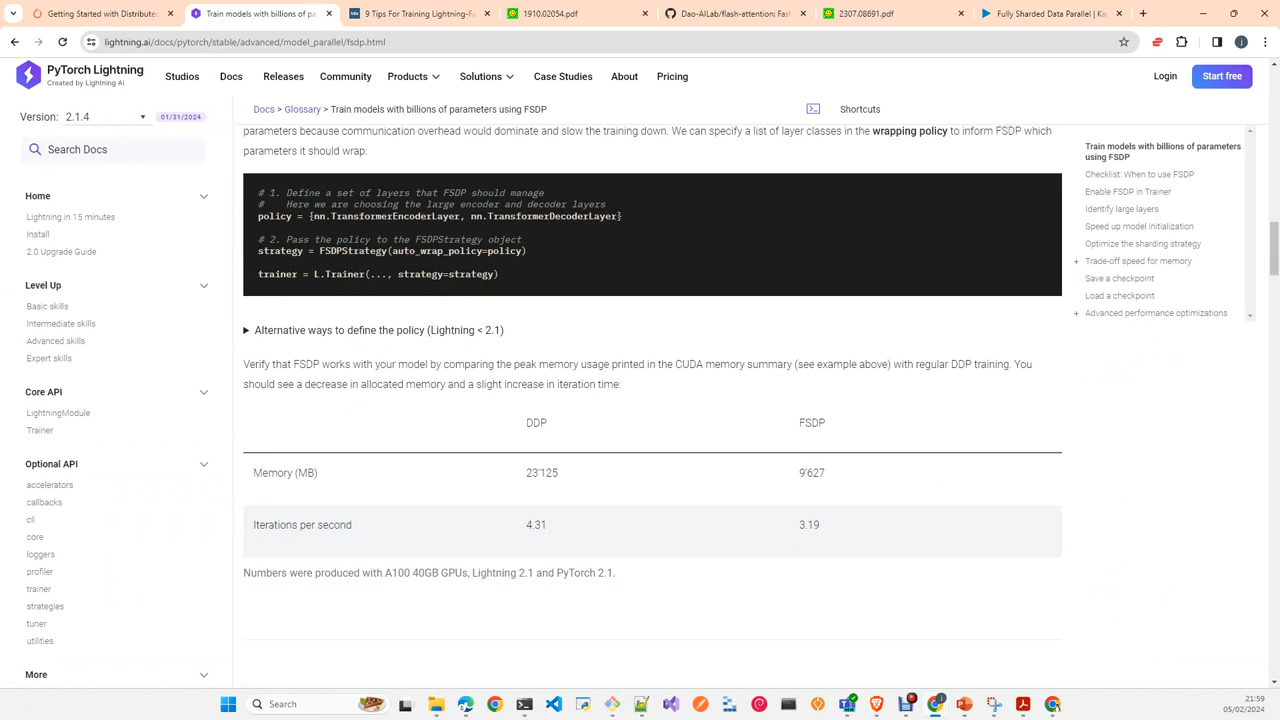 Getting Started with Distribute
Train models with billions of pa
9 Tips For Training Lightning-Fa
1910.02054.pdf
Dao-AILab/flash-attention: Fas
2307.08691.pdf
Fully Sharded Data Parallel | Ka
lightning.ai/docs/pytorch/stable/advanced/model_parallel/fsdp.html
PyTorch Lightning
Created by Lightning AI
Studios
Docs
Releases
Community
Products
Solutions
Case Studies
About
Pricing
Login
Start free
Version: 2.1.4
01/31/2024
Search Docs
Home
Lightning in 15 minutes
Install
2.0 Upgrade Guide
Level Up
Basic skills
Intermediate skills
Advanced skills
Expert skills
Core API
LightningModule
Trainer
Optional API
accelerators
callbacks
cli
core
loggers
profiler
trainer
strategies
tuner
utilities
More
Docs > Glossary > Train models with billions of parameters using FSDP
Shortcuts
parameters because communication overhead would dominate and slow the training down. We can specify a list of layer classes in the wrapping policy to inform FSDP which
parameters it should wrap:
# 1. Define a set of layers that FSDP should manage
# Here we are choosing the large encoder and decoder layers
policy = {nn.TransformerEncoderLayer, nn.TransformerDecoderLayer}
# 2. Pass the policy to the FSDPStrategy object
strategy = FSDPStrategy(auto_wrap_policy=policy)
trainer = L.Trainer(..., strategy=strategy)
Alternative ways to define the policy (Lightning < 2.1)
Verify that FSDP works with your model by comparing the peak memory usage printed in the CUDA memory summary (see example above) with regular DDP training. You
should see a decrease in allocated memory and a slight increase in iteration time:
DDP FSDP
Memory (MB) 23'125 9'627
Iterations per second 4.31 3.19
Numbers were produced with A100 40GB GPUs, Lightning 2.1 and PyTorch 2.1.
Train models with billions of parameters
using FSDP
Checklist: When to use FSDP
Enable FSDP in Trainer
Identify large layers
Speed up model initialization
Optimize the sharding strategy
+ Trade-off speed for memory
Save a checkpoint
Load a checkpoint
+ Advanced performance optimizations
Search
21:59
05/02/2024